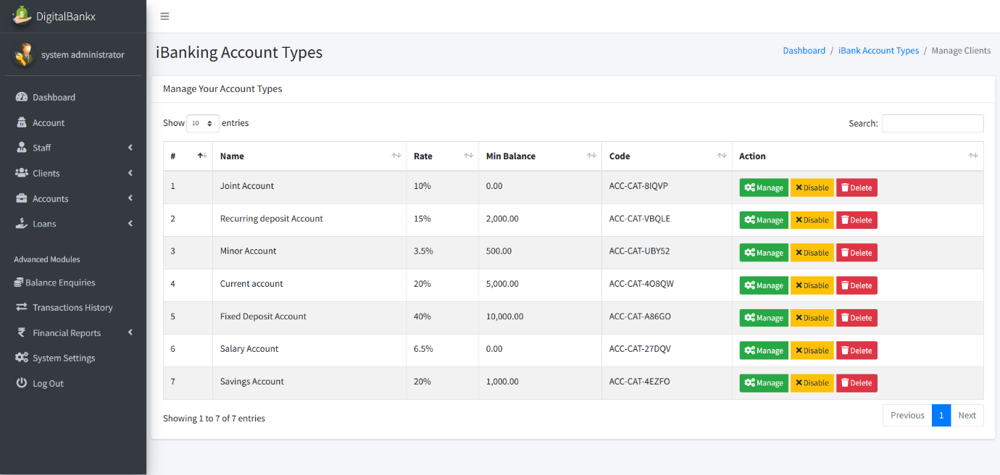 DigitalBankx
system administrator
Dashboard
Account
Staff
Clients
Accounts
Loans
Advanced Modules
Balance Enquiries
Transactions History
Financial Reports
System Settings
Log Out
iBanking Account Types
Dashboard / iBank Account Types / Manage Clients
Manage Your Account Types
Show 10 entries
Search:
# Name Rate Min Balance Code Action
1 Joint Account 10% 0.00 ACC-CAT-8IQVP Manage Disable Delete
2 Recurring deposit Account 15% 2,000.00 ACC-CAT-VBQLE Manage Disable Delete
3 Minor Account 3.5% 500.00 ACC-CAT-UBY52 Manage Disable Delete
4 Current account 20% 5,000.00 ACC-CAT-4O8QW Manage Disable Delete
5 Fixed Deposit Account 40% 10,000.00 ACC-CAT-A86GO Manage Disable Delete
6 Salary Account 6.5% 0.00 ACC-CAT-27DQV Manage Disable Delete
7 Savings Account 20% 1,000.00 ACC-CAT-4EZFO Manage Disable Delete
Showing 1 to 7 of 7 entries
Previous 1 Next